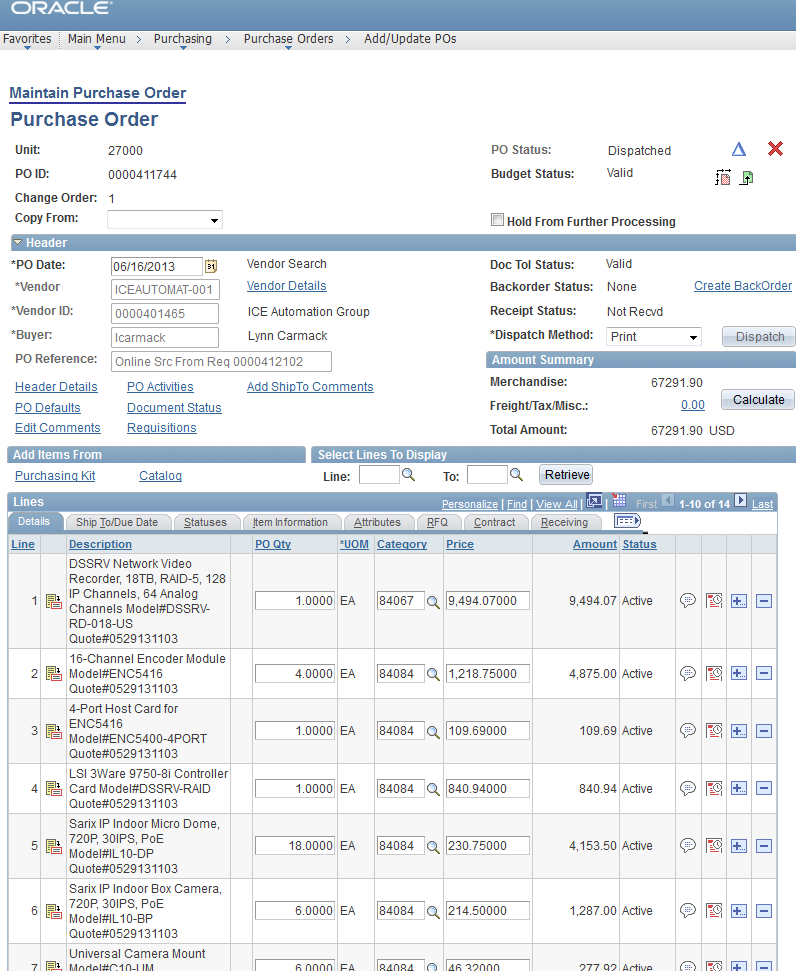 ORACLE
Favorites Main Menu > Purchasing > Purchase Orders > Add/Update POs
Maintain Purchase Order
Purchase Order
Unit: 27000 PO Status: Dispatched
PO ID: 0000411744 Budget Status: Valid
Change Order: 1
Copy From: Hold From Further Processing
Header
*PO Date: 06/16/2013 31 Vendor Search Doc Tol Status: Valid
*Vendor ICEAUTOMAT-001 Vendor Details Backorder Status: None Create BackOrder
*Vendor ID: 0000401465 ICE Automation Group Receipt Status: Not Recvd
*Buyer: lcarmack Lynn Carmack *Dispatch Method: Print Dispatch
PO Reference: Online Src From Req 0000412102 Amount Summary
Header Details PO Activities Add ShipTo Comments Merchandise: 67291.90
PO Defaults Document Status Freight/Tax/Misc.: 0.00 Calculate
Edit Comments Requisitions Total Amount: 67291.90 USD
Add Items From Select Lines To Display
Purchasing Kit Catalog Line: To: Retrieve
Lines Personalize | Find | View All | | First 1-10 of 14 Last
Details Ship To/Due Date Statuses Item Information Attributes RFQ Contract Receiving
Line Description PO Qty *UOM Category Price Amount Status
DSSRV Network Video
Recorder, 18TB, RAID-5, 128
1 IP Channels, 64 Analog 1.0000 EA 84067 9,494.07000 9,494.07 Active
Channels Model#DSSRV-
RD-018-US
Quote#0529131103
16-Channel Encoder Module
2 Model#ENC5416 4.0000 EA 84084 1,218.75000 4,875.00 Active
Quote#0529131103
4-Port Host Card for
3 ENC5416 1.0000 EA 84084 109.69000 109.69 Active
Model#ENC5400-4PORT
Quote#0529131103
LSI 3Ware 9750-8i Controller
4 Card Model#DSSRV-RAID 1.0000 EA 84084 840.94000 840.94 Active
Quote#0529131103
Sarix IP Indoor Micro Dome,
5 720P, 30IPS, PoE 18.0000 EA 84084 230.75000 4,153.50 Active
Model#IL10-DP
Quote#0529131103
Sarix IP Indoor Box Camera,
6 720P, 30IPS, PoE 6.0000 EA 84084 214.50000 1,287.00 Active
Model#IL10-BP
Quote#0529131103
Universal Camera Mount
7 Model#C10-UM 6.0000 EA 84084 46.32000 277.92 Active